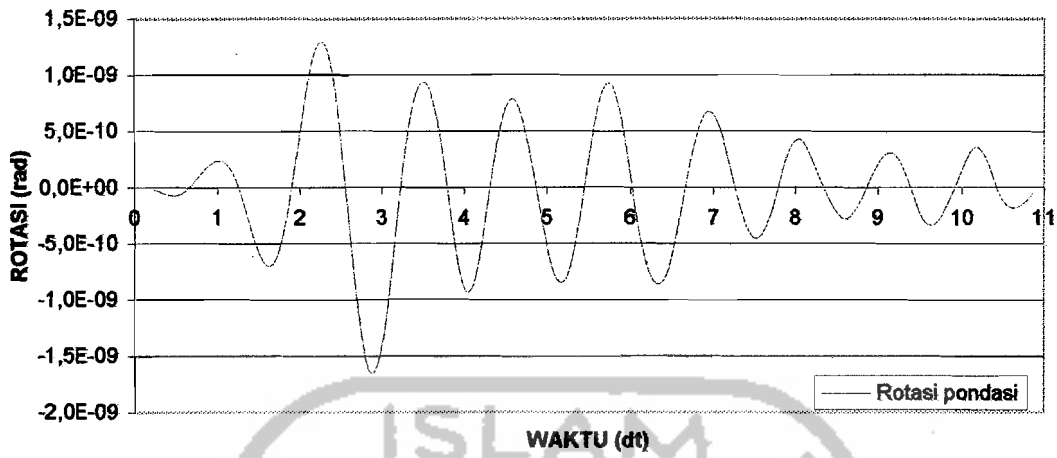 1,5E-09
1,0E-09
5,0E-10
0,0E+00
-5,0E-10
-1,0E-09
-1,5E-09
-2,0E-09
ROTASI (rad)
0 1 2 3 4 5 6 7 8 9 10 11
Rotasi pondasi
WAKTU (dt)
ISLAM